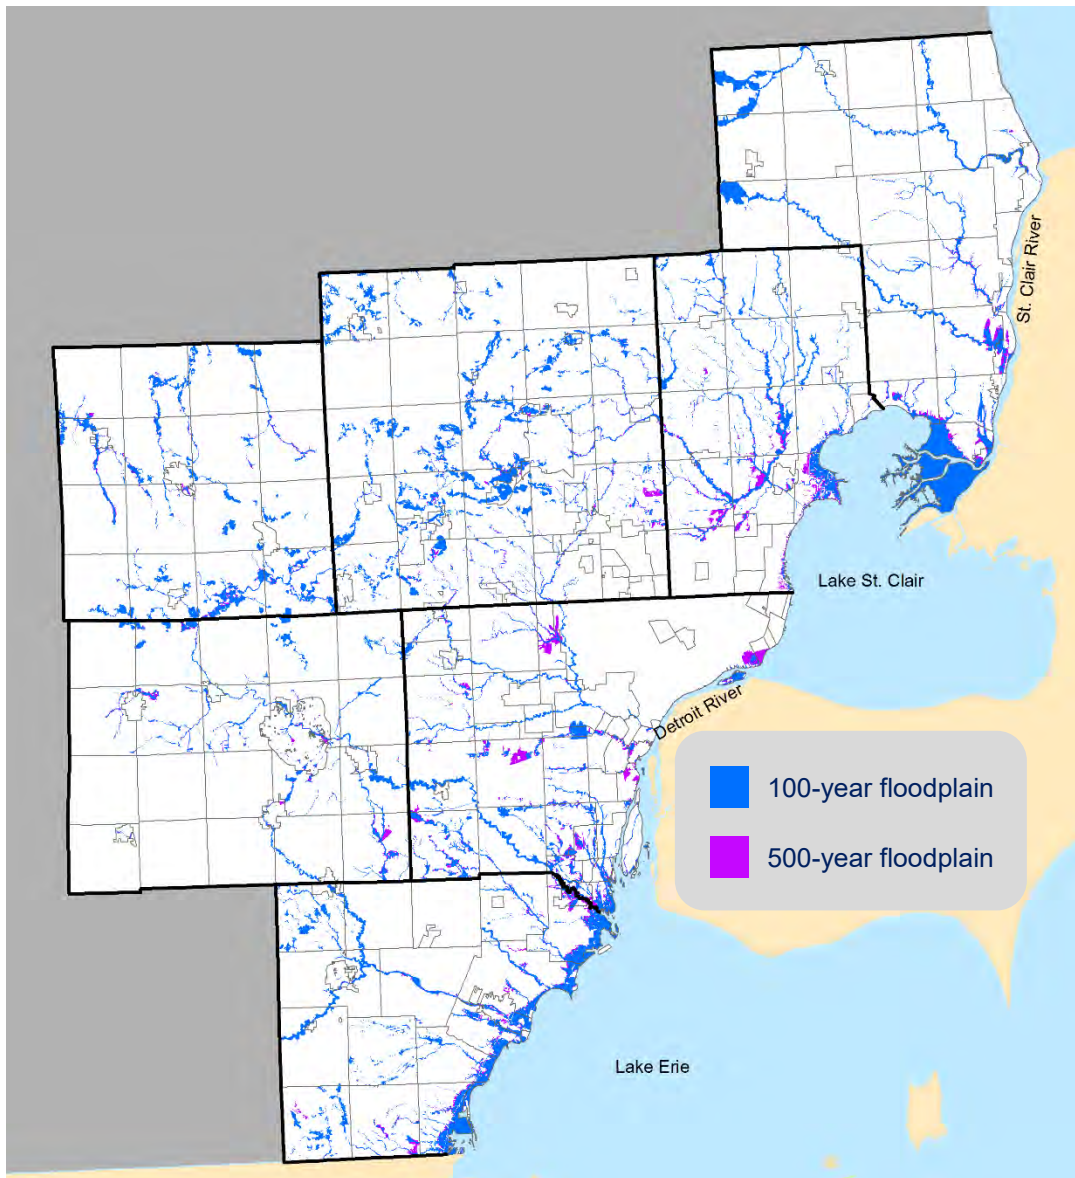 St. Clair River
Lake St. Clair
Detroit River
100-year floodplain
500-year floodplain
Lake Erie